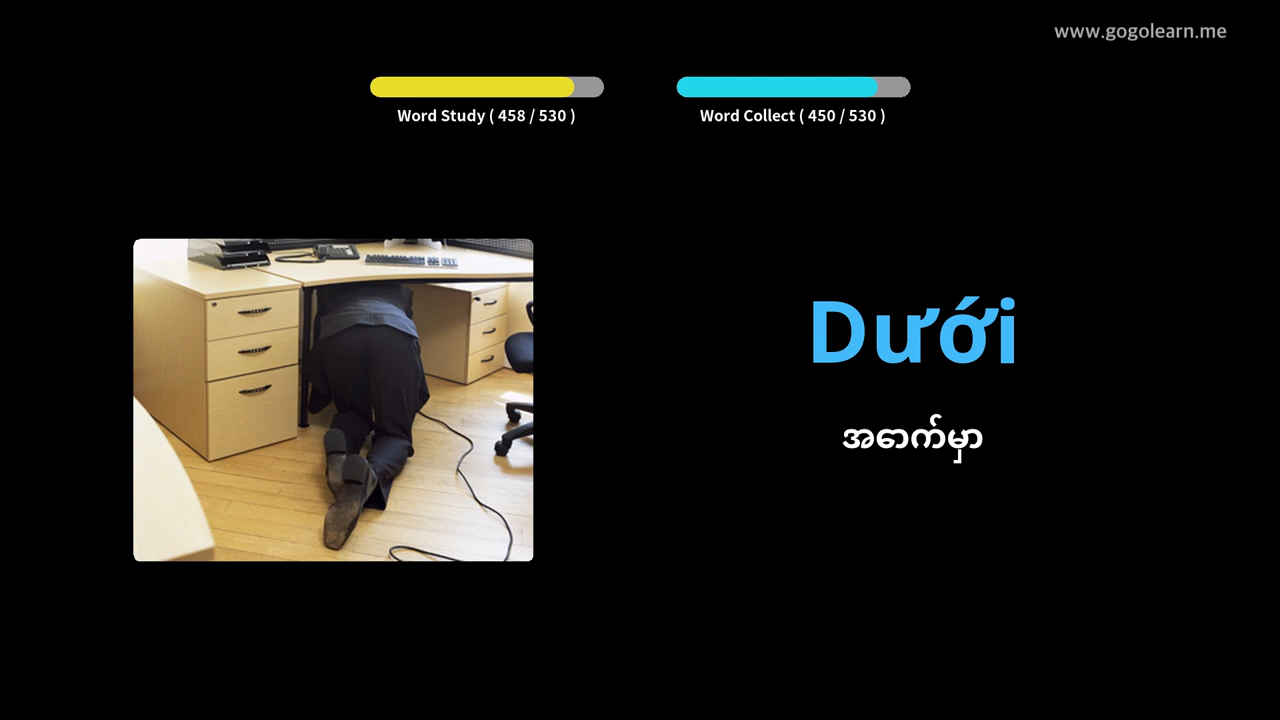 www.gogolearn.me
Word Study ( 458 / 530 )
Word Collect ( 450 / 530 )
Dưới
အောက်မှာ